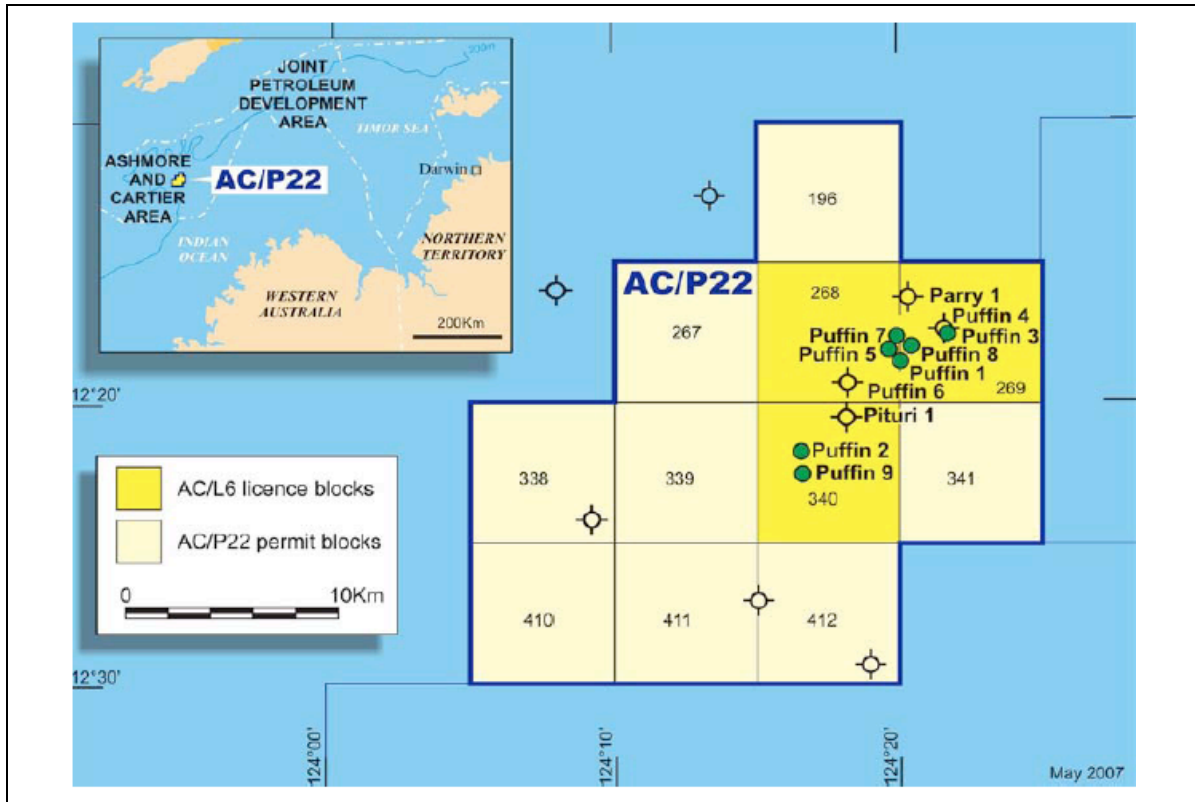 200m
JOINT
PETROLEUM
DEVELOPMENT
AREA
TIMOR SEA
ASHMORE
AND
CARTIER
AREA
AC/P22
Darwin
INDIAN
OCEAN
NORTHERN
TERRITORY
WESTERN
AUSTRALIA
200Km
196
AC/P22
268
Parry 1
Puffin 4
267
Puffin 7
Puffin 3
Puffin 5
Puffin 8
Puffin 1
269
12°20'
Puffin 6
Pituri 1
Puffin 2
338
339
Puffin 9
341
340
AC/L6 licence blocks
AC/P22 permit blocks
0
10Km
410
411
412
12°30'
124°00'
124°10'
124°20'
May 2007